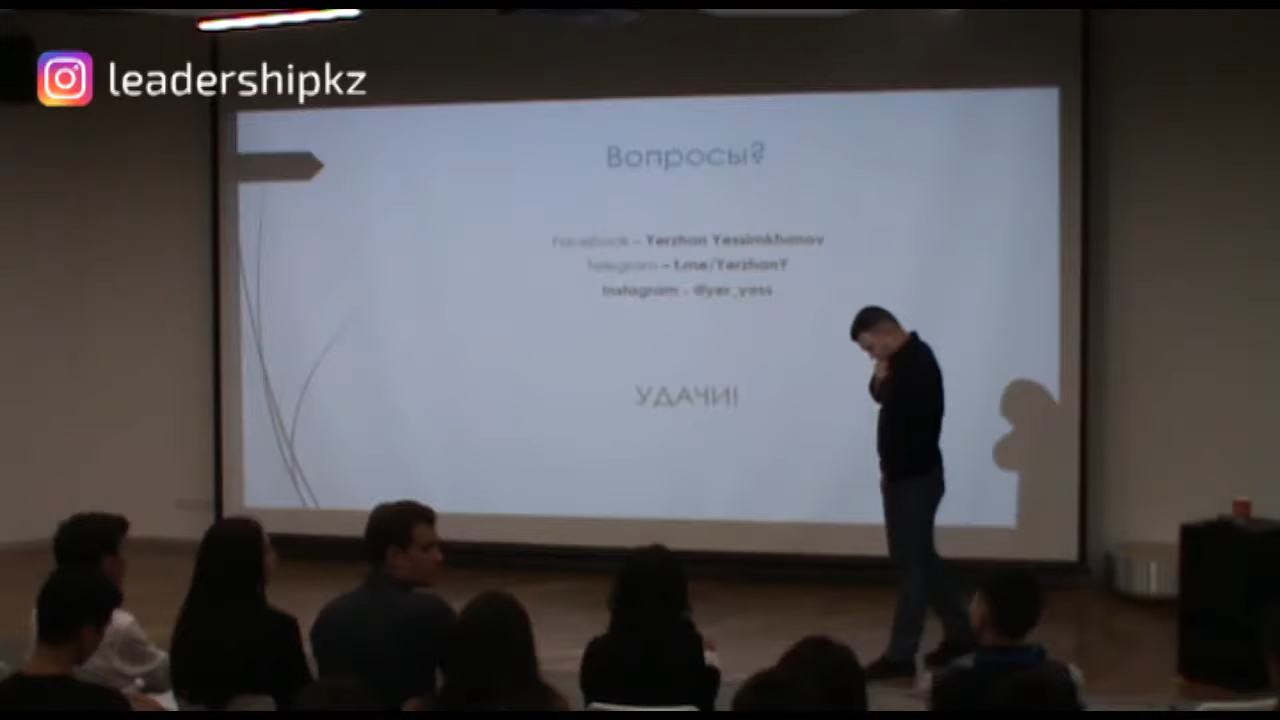 leadershipkz
Вопросы?
Facebook – Yerzhan Yessimkhanov
Telegram – t.me/YerzhanY
Instagram - @yer_yess
УДАЧИ!